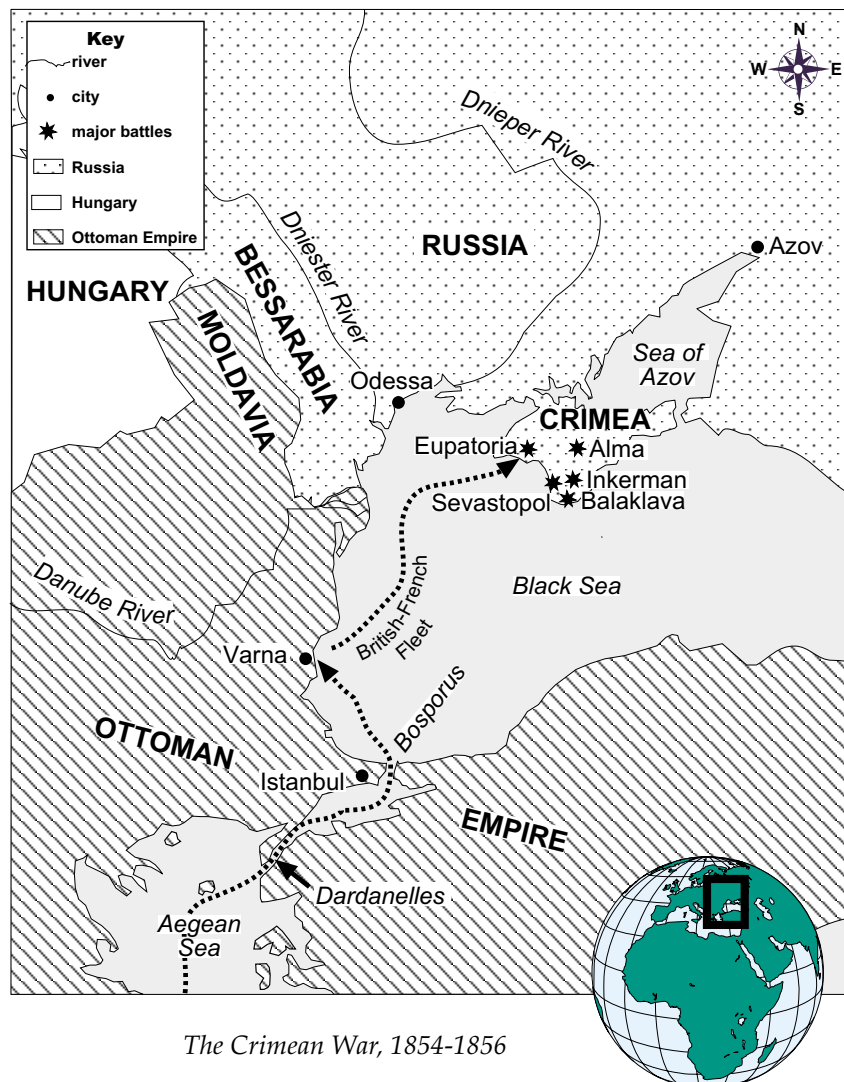 Key
river
city
major battles
Russia
Hungary
Ottoman Empire
N
W
E
S
Dnieper River
Dniester River
RUSSIA
Azov
HUNGARY
BESSARABIA
MOLDAVIA
Sea of
Azov
Odessa
CRIMEA
Eupatoria
Alma
Inkerman
Sevastopol
Balaklava
Danube River
Black Sea
British-French
Fleet
Varna
Bosporus
OTTOMAN
Istanbul
EMPIRE
Dardanelles
Aegean
Sea
The Crimean War, 1854-1856